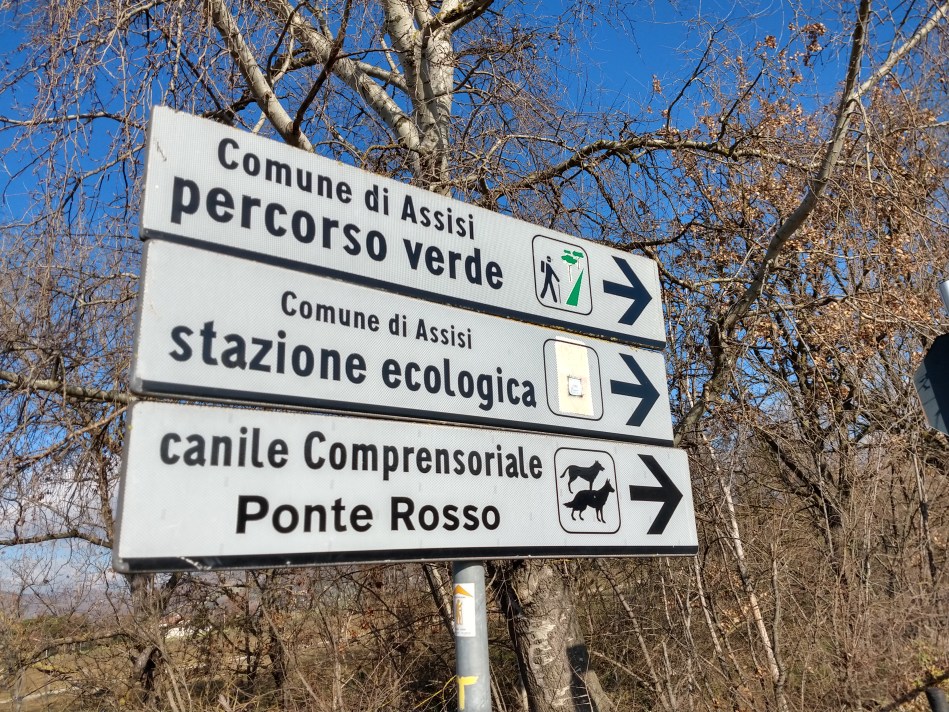 Comune di Assisi
percorso verde
Comune di Assisi
stazione ecologica
canile Comprensoriale
Ponte Rosso